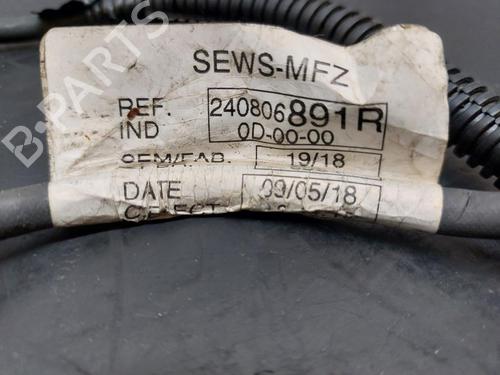 SEWS-MFZ
REF. 240806891R
IND 0D-00-00
SEM/FAB. 19/18
DATE 09/05/18
B-Parts